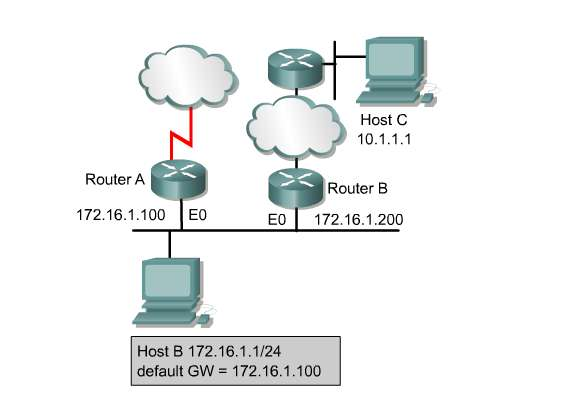 Host C
10.1.1.1
Router A
Router B
172.16.1.100
E0
E0
172.16.1.200
Host B 172.16.1.1/24
default GW = 172.16.1.100